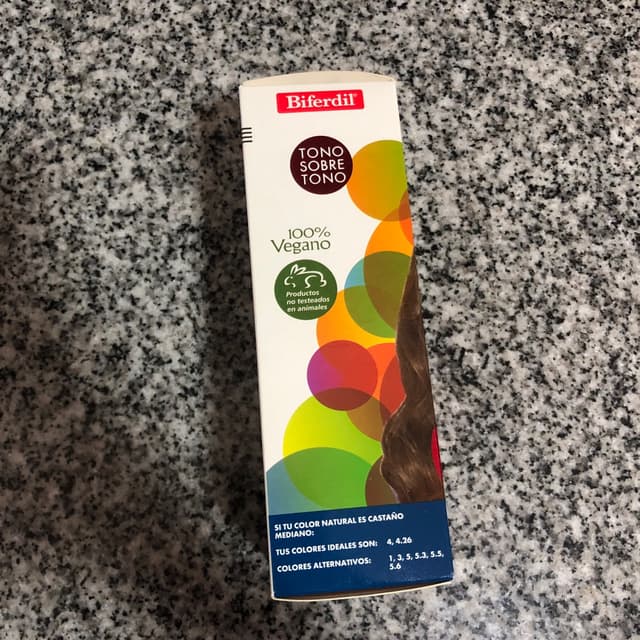 Biferdil
TONO
SOBRE
TONO
100%
Vegano
Productos
no testeados
en animales
SI TU COLOR NATURAL ES CASTAÑO
MEDIANO:
TUS COLORES IDEALES SON: 4, 4.26
COLORES ALTERNATIVOS: 1, 3, 5, 5.3, 5.5,
5.6